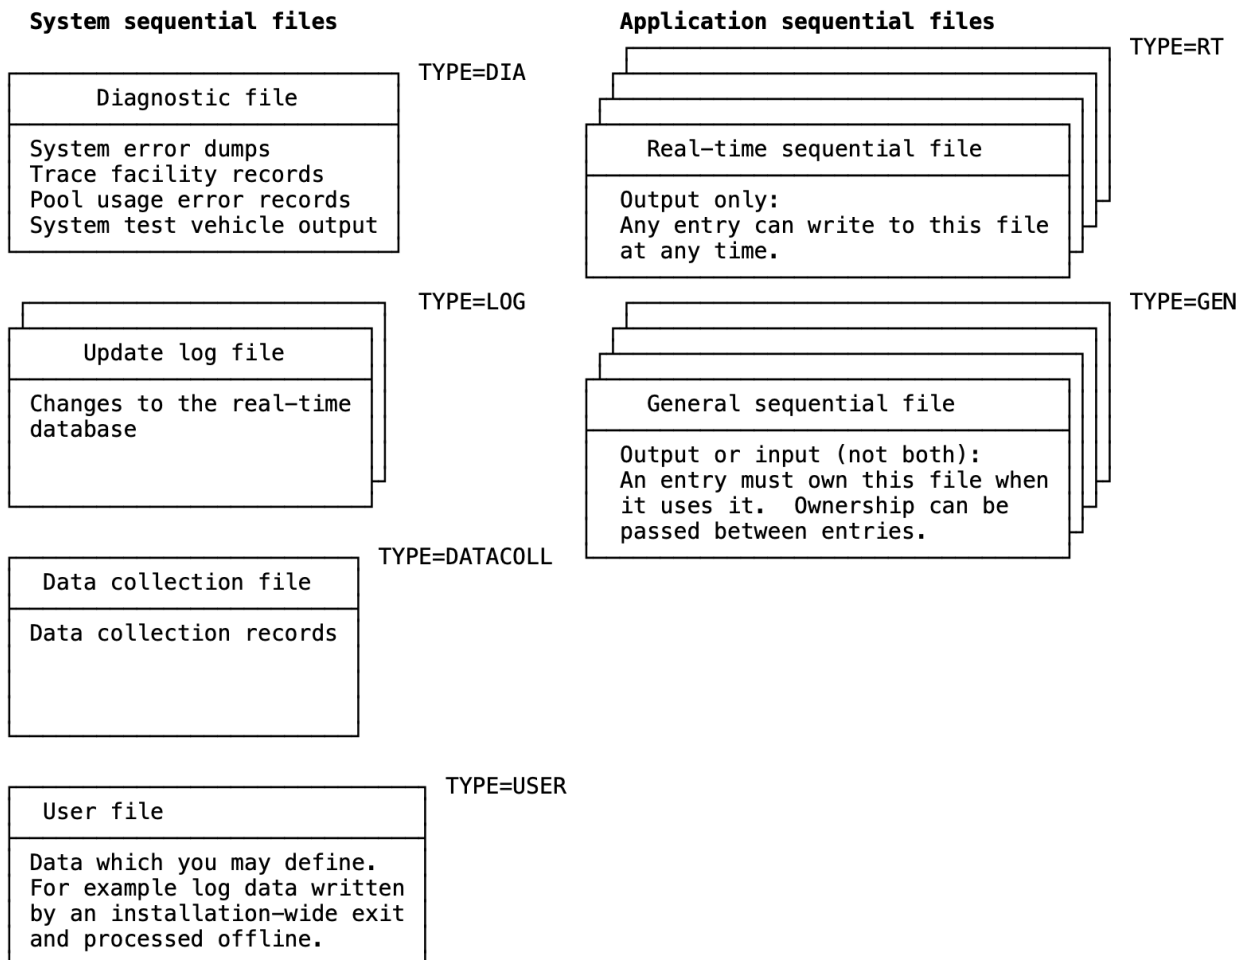 System sequential files
TYPE=DIA
Diagnostic file
System error dumps
Trace facility records
Pool usage error records
System test vehicle output
TYPE=LOG
Update log file
Changes to the real-time
database
TYPE=DATACOLL
Data collection file
Data collection records
TYPE=USER
User file
Data which you may define.
For example log data written
by an installation-wide exit
and processed offline.
Application sequential files
TYPE=RT
Real-time sequential file
Output only:
Any entry can write to this file
at any time.
TYPE=GEN
General sequential file
Output or input (not both):
An entry must own this file when
it uses it.  Ownership can be
passed between entries.